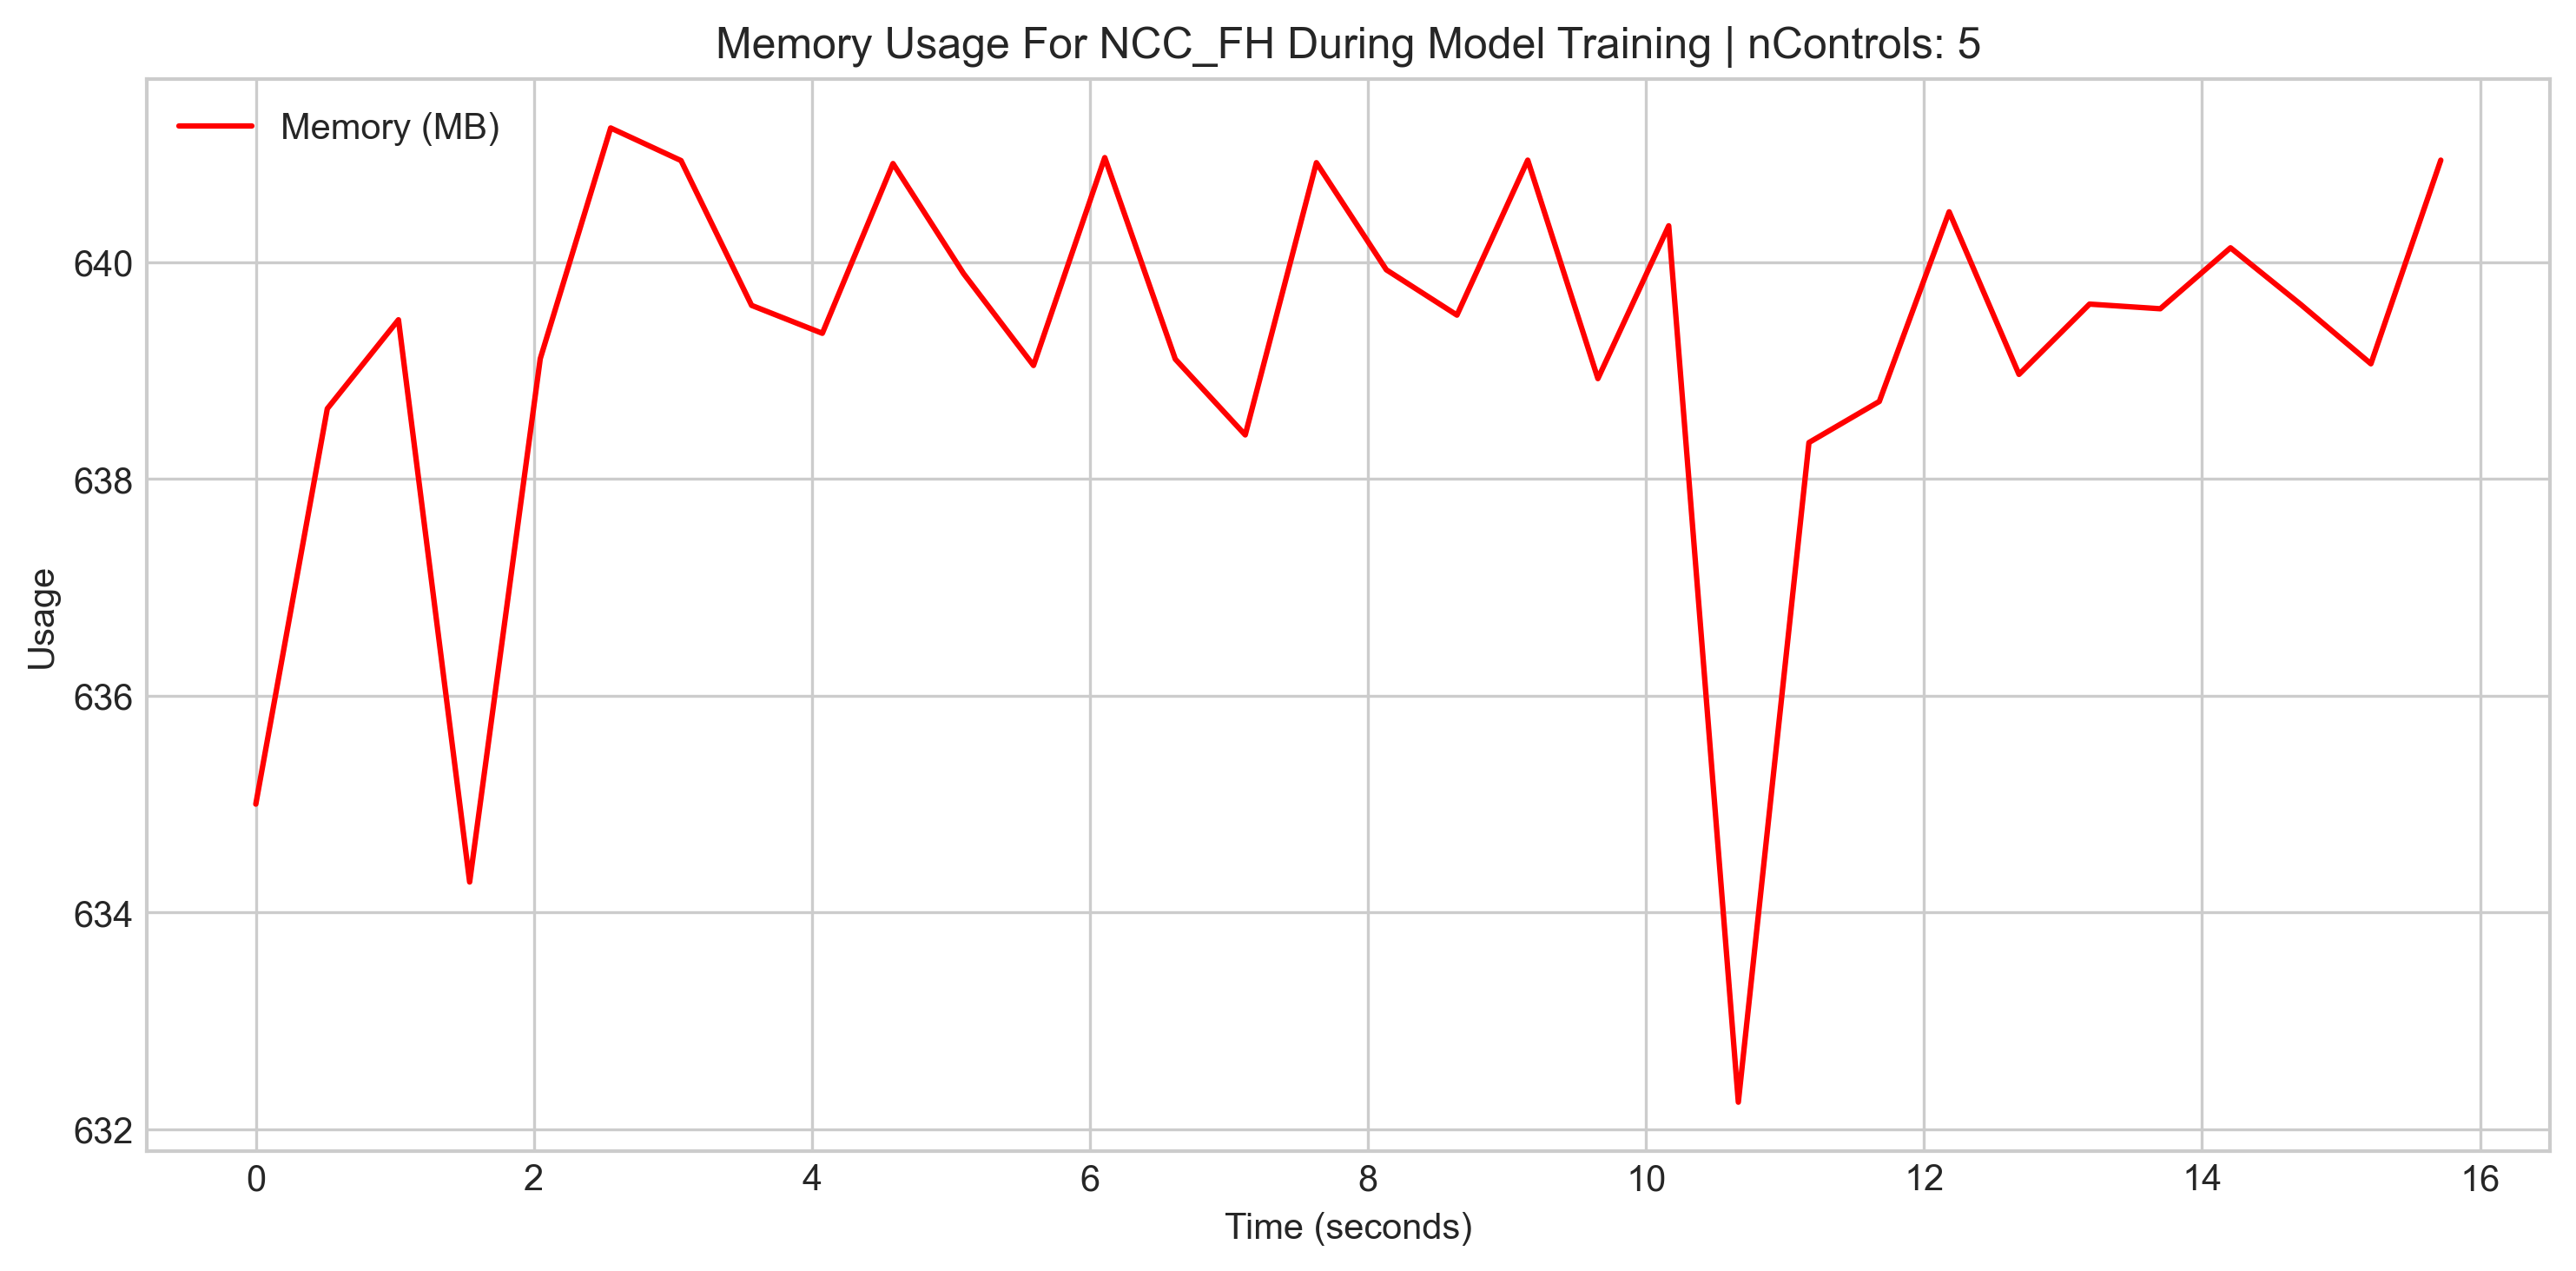 Memory Usage For NCC_FH During Model Training | nControls: 5
Memory (MB)
640
638
636
634
632
Usage
0 2 4 6 8 10 12 14 16
Time (seconds)